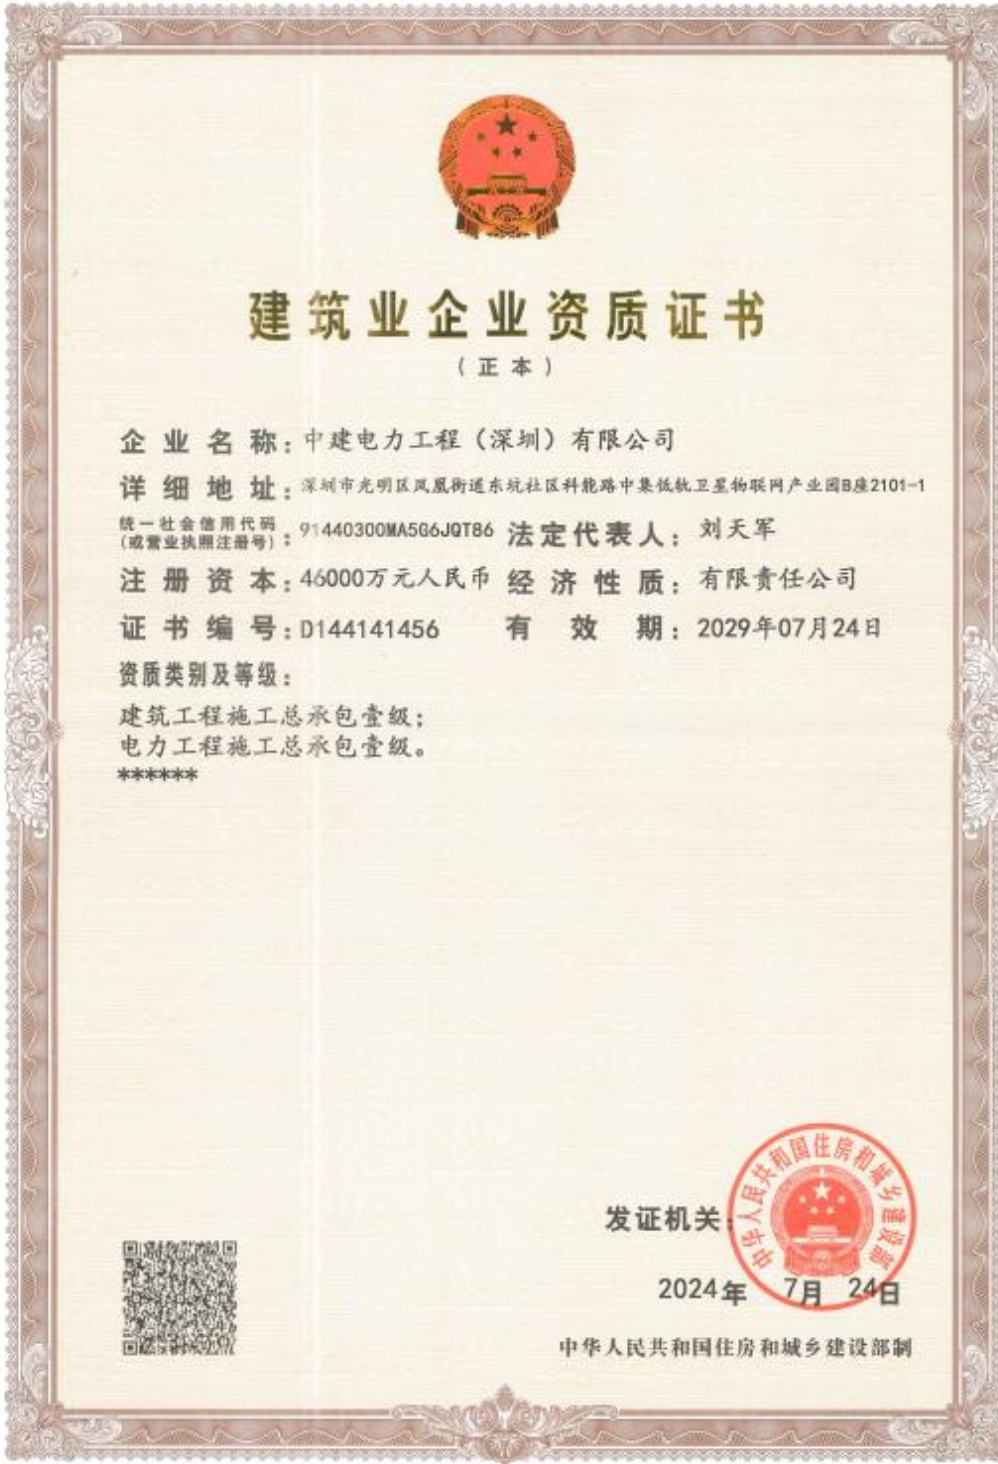 建筑业企业资质证书
（正本）
企业名称：中建电力工程（深圳）有限公司
详细地址：深圳市光明区凤凰街道东坑社区科能路中集低轨卫星物联网产业园B座2101-1
统一社会信用代码
（或营业执照注册号）：91440300MA5G6JQT86 法定代表人：刘天军
注册资本：46000万元人民币 经济性质：有限责任公司
证书编号：D144141456 有效期：2029年07月24日
资质类别及等级：
建筑工程施工总承包壹级；
电力工程施工总承包壹级。
******
中华人民共和国住房和城乡建设部
发证机关：
2024年 7月 24日
中华人民共和国住房和城乡建设部制